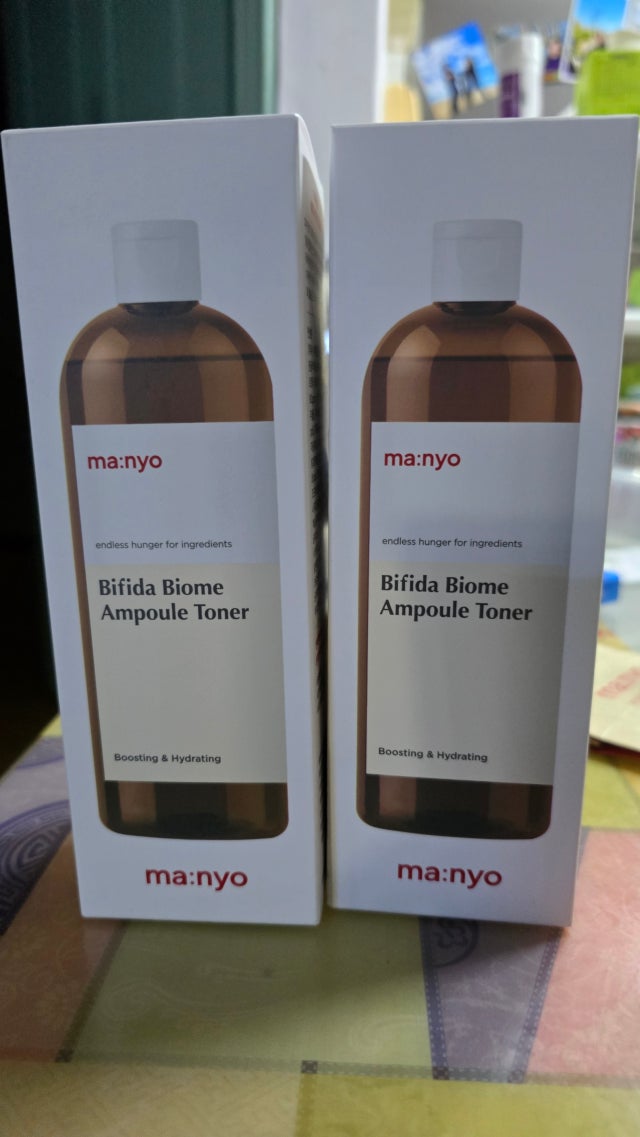 ma:nyo
endless hunger for ingredients
Bifida Biome
Ampoule Toner
Boosting & Hydrating
ma:nyo
ma:nyo
endless hunger for ingredients
Bifida Biome
Ampoule Toner
Boosting & Hydrating
ma:nyo